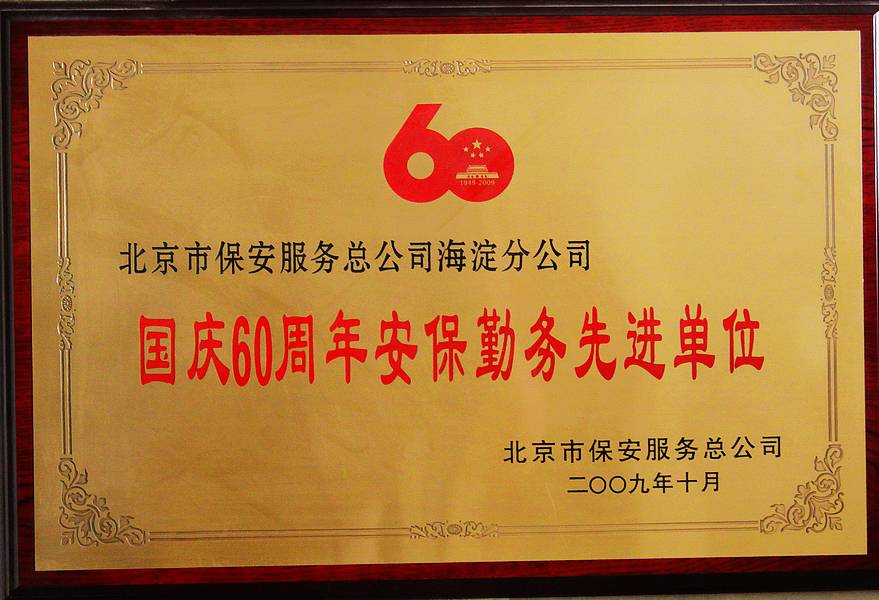 60
1949-2009
北京市保安服务总公司海淀分公司
国庆60周年安保勤务先进单位
北京市保安服务总公司
二〇〇九年十月